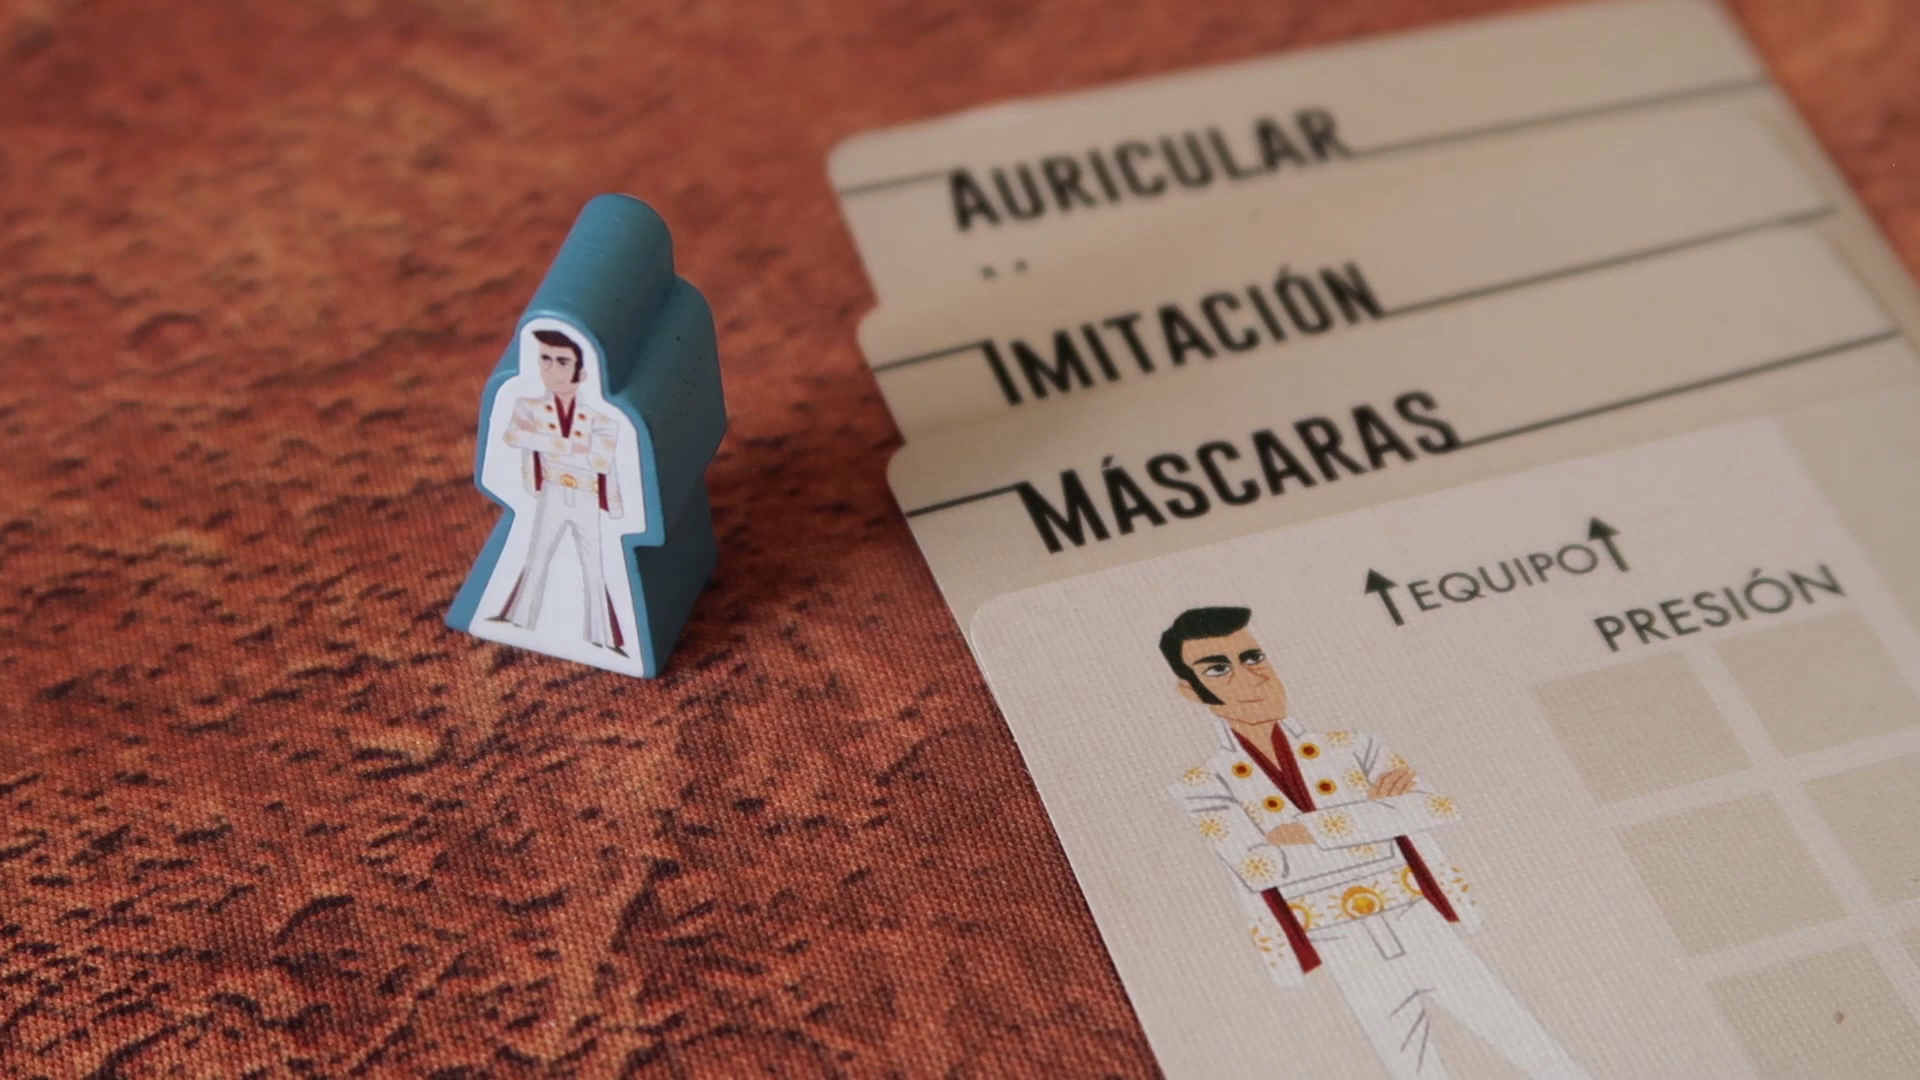 AURICULAR
IMITACIÓN
MÁSCARAS
↑EQUIPO↑
PRESIÓN